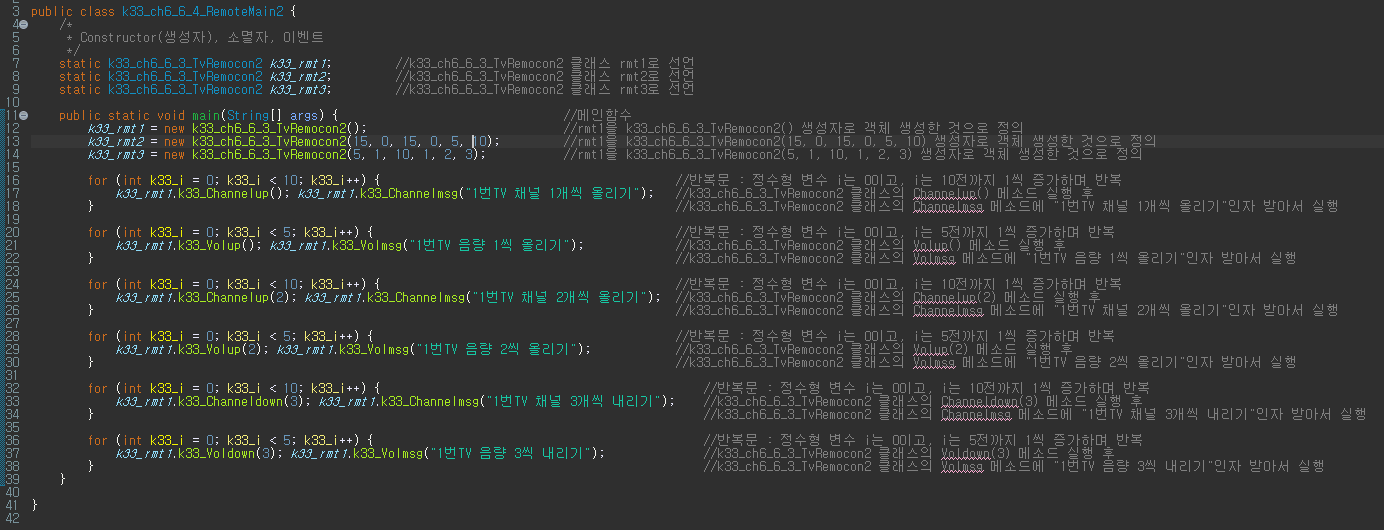 3 public class k33_ch6_6_4_RemoteMain2 {
4 /*
5 * Constructor(생성자), 소멸자, 이벤트
6 */
7 static k33_ch6_6_3_TvRemocon2 k33_rmt1; //k33_ch6_6_3_TvRemocon2 클래스 rmt1로 선언
8 static k33_ch6_6_3_TvRemocon2 k33_rmt2; //k33_ch6_6_3_TvRemocon2 클래스 rmt2로 선언
9 static k33_ch6_6_3_TvRemocon2 k33_rmt3; //k33_ch6_6_3_TvRemocon2 클래스 rmt3로 선언
10
11 public static void main(String[] args) { //메인함수
12 k33_rmt1 = new k33_ch6_6_3_TvRemocon2(); //rmt1을 k33_ch6_6_3_TvRemocon2() 생성자로 객체 생성한 것으로 정의
13 k33_rmt2 = new k33_ch6_6_3_TvRemocon2(15, 0, 15, 0, 5, 10); //rmt1을 k33_ch6_6_3_TvRemocon2(15, 0, 15, 0, 5, 10) 생성자로 객체 생성한 것으로 정의
14 k33_rmt3 = new k33_ch6_6_3_TvRemocon2(5, 1, 10, 1, 2, 3); //rmt1을 k33_ch6_6_3_TvRemocon2(5, 1, 10, 1, 2, 3) 생성자로 객체 생성한 것으로 정의
15
16 for (int k33_i = 0; k33_i < 10; k33_i++) { //반복문 : 정수형 변수 i는 0이고, i는 10전까지 1씩 증가하며 반복
17 k33_rmt1.k33_Channelup(); k33_rmt1.k33_Channelmsg("1번TV 채널 1개씩 올리기"); //k33_ch6_6_3_TvRemocon2 클래스의 Channelup() 메소드 실행 후
18 } //k33_ch6_6_3_TvRemocon2 클래스의 Channelmsg 메소드에 "1번TV 채널 1개씩 올리기"인자 받아서 실행
19
20 for (int k33_i = 0; k33_i < 5; k33_i++) { //반복문 : 정수형 변수 i는 0이고, i는 5전까지 1씩 증가하며 반복
21 k33_rmt1.k33_Volup(); k33_rmt1.k33_Volmsg("1번TV 음량 1씩 올리기"); //k33_ch6_6_3_TvRemocon2 클래스의 Volup() 메소드 실행 후
22 } //k33_ch6_6_3_TvRemocon2 클래스의 Volmsg 메소드에 "1번TV 음량 1씩 올리기"인자 받아서 실행
23
24 for (int k33_i = 0; k33_i < 10; k33_i++) { //반복문 : 정수형 변수 i는 0이고, i는 10전까지 1씩 증가하며 반복
25 k33_rmt1.k33_Channelup(2); k33_rmt1.k33_Channelmsg("1번TV 채널 2개씩 올리기"); //k33_ch6_6_3_TvRemocon2 클래스의 Channelup(2) 메소드 실행 후
26 } //k33_ch6_6_3_TvRemocon2 클래스의 Channelmsg 메소드에 "1번TV 채널 2개씩 올리기"인자 받아서 실행
27
28 for (int k33_i = 0; k33_i < 5; k33_i++) { //반복문 : 정수형 변수 i는 0이고, i는 5전까지 1씩 증가하며 반복
29 k33_rmt1.k33_Volup(2); k33_rmt1.k33_Volmsg("1번TV 음량 2씩 올리기"); //k33_ch6_6_3_TvRemocon2 클래스의 Volup(2) 메소드 실행 후
30 } //k33_ch6_6_3_TvRemocon2 클래스의 Volmsg 메소드에 "1번TV 음량 2씩 올리기"인자 받아서 실행
31
32 for (int k33_i = 0; k33_i < 10; k33_i++) { //반복문 : 정수형 변수 i는 0이고, i는 10전까지 1씩 증가하며 반복
33 k33_rmt1.k33_Channeldown(3); k33_rmt1.k33_Channelmsg("1번TV 채널 3개씩 내리기"); //k33_ch6_6_3_TvRemocon2 클래스의 Channeldown(3) 메소드 실행 후
34 } //k33_ch6_6_3_TvRemocon2 클래스의 Channelmsg 메소드에 "1번TV 채널 3개씩 내리기"인자 받아서 실행
35
36 for (int k33_i = 0; k33_i < 5; k33_i++) { //반복문 : 정수형 변수 i는 0이고, i는 5전까지 1씩 증가하며 반복
37 k33_rmt1.k33_Voldown(3); k33_rmt1.k33_Volmsg("1번TV 음량 3씩 내리기"); //k33_ch6_6_3_TvRemocon2 클래스의 Voldown(3) 메소드 실행 후
38 } //k33_ch6_6_3_TvRemocon2 클래스의 Volmsg 메소드에 "1번TV 음량 3씩 내리기"인자 받아서 실행
39 }
40
41 }
42